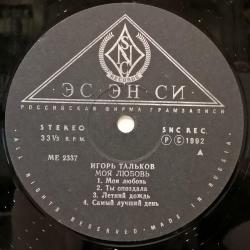 SNC
RECORDS
ЭС·ЭН·СИ
РОССИЙСКАЯ ФИРМА ГРАМЗАПИСИ
STEREO
33⅓ R.P.M.
SNC REC.
Ⓟ Ⓒ 1992
ME 2337
A
ИГОРЬ ТАЛЬКОВ
МОЯ ЛЮБОВЬ
1. Моя любовь
2. Ты опоздала
3. Летний дождь
4. Самый лучший день
ALL RIGHTS RESERVED - MADE IN RUSSIA